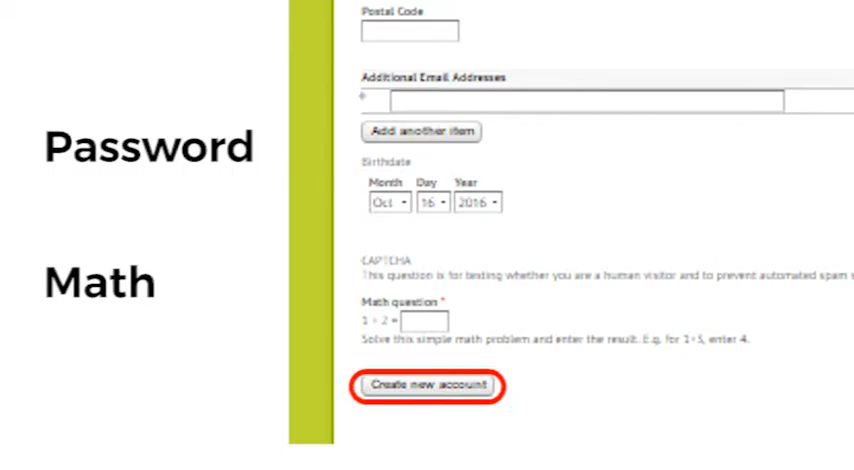 Postal Code
Additional Email Addresses
Password
Add another item
Birthdate
Month Day Year
Oct 16 2016
Math
CAPTCHA
This question is for testing whether you are a human visitor and to prevent automated spam
Math question *
1 + 2 =
Solve this simple math problem and enter the result. E.g. for 1+3, enter 4.
Create new account